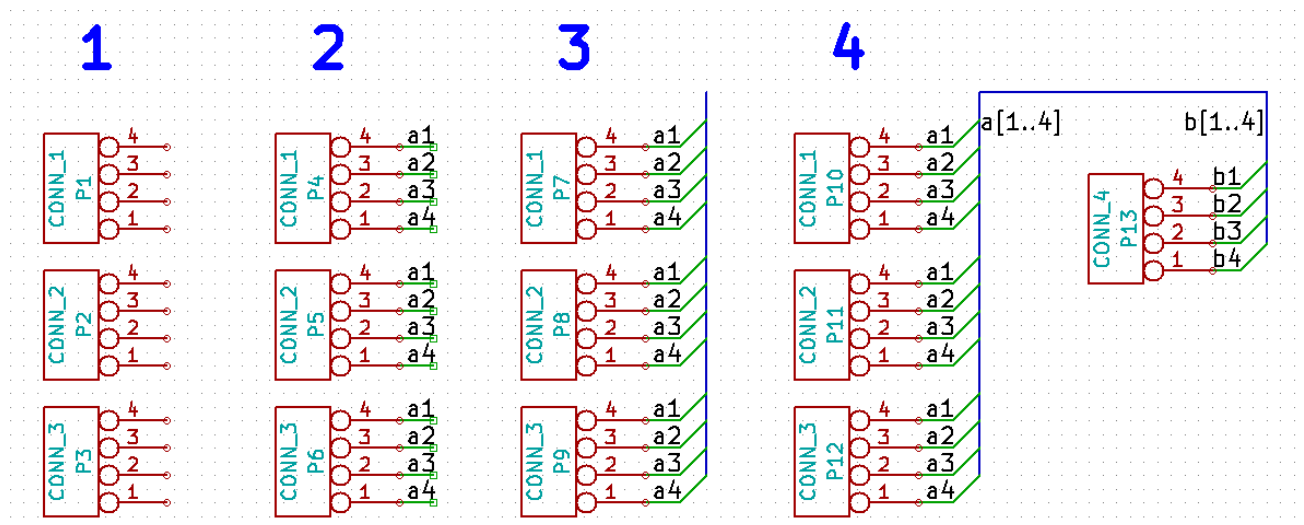 1 2 3 4
CONN_1 P1 4 3 2 1
CONN_1 P4 4 a1 3 a2 2 a3 1 a4
CONN_1 P7 4 a1 3 a2 2 a3 1 a4
CONN_1 P10 4 a1 3 a2 2 a3 1 a4
a[1..4] b[1..4]
CONN_4 P13 4 b1 3 b2 2 b3 1 b4
CONN_2 P2 4 3 2 1
CONN_2 P5 4 a1 3 a2 2 a3 1 a4
CONN_2 P8 4 a1 3 a2 2 a3 1 a4
CONN_2 P11 4 a1 3 a2 2 a3 1 a4
CONN_3 P3 4 3 2 1
CONN_3 P6 4 a1 3 a2 2 a3 1 a4
CONN_3 P9 4 a1 3 a2 2 a3 1 a4
CONN_3 P12 4 a1 3 a2 2 a3 1 a4